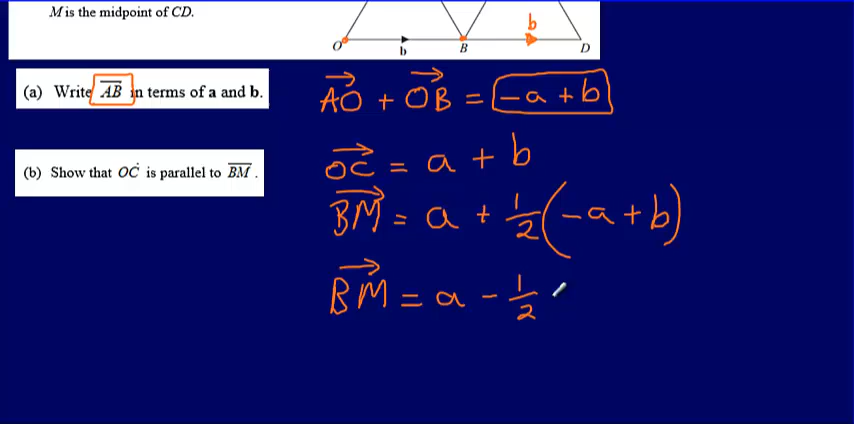 M is the midpoint of CD.
b
O b B D
(a) Write AB in terms of a and b.
AO + OB = -a + b
(b) Show that OC is parallel to BM .
OC = a + b
BM = a + 1/2 (-a + b)
BM = a - 1/2